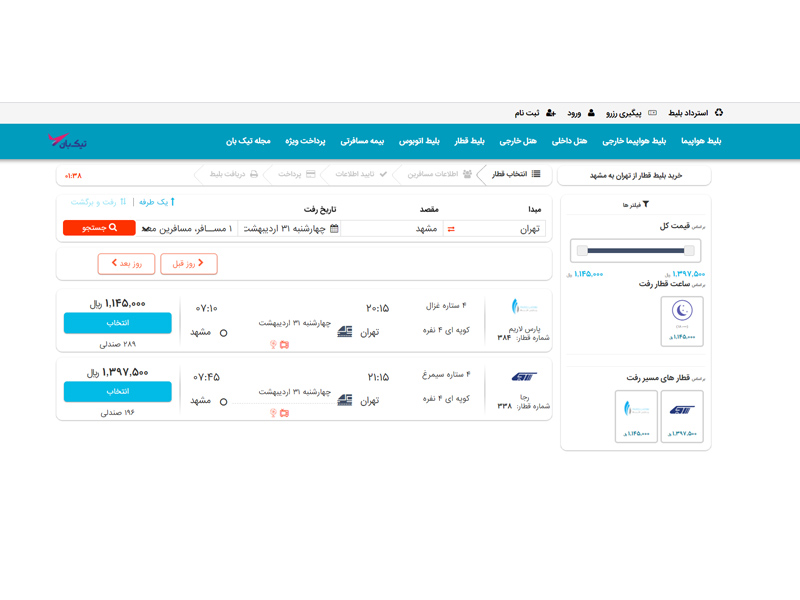 استرداد بلیط پیگیری رزرو ورود ثبت نام
بلیط هواپیما بلیط هواپیما خارجی هتل داخلی هتل خارجی بلیط قطار بلیط اتوبوس بیمه مسافرتی پرداخت ویژه مجله تیک بان
تیک‌بان
خرید بلیط قطار از تهران به مشهد
انتخاب قطار اطلاعات مسافرین تایید اطلاعات پرداخت دریافت بلیط
۰۱:۳۸
یک طرفه | رفت و برگشت
مبدا مقصد تاریخ رفت
تهران مشهد چهارشنبه ۳۱ اردیبهشت ۱ مســافر، مسافرین
جستجو
روز قبل روز بعد
فیلتر ها
براساس قیمت کل
۱,۳۹۷,۵۰۰ ریال ۱,۱۴۵,۰۰۰ ریال
براساس ساعت قطار رفت
۱,۱۴۵,۰۰۰ ریال
براساس قطار های مسیر رفت
۱,۳۹۷,۵۰۰ ریال ۱,۱۴۵,۰۰۰ ریال
پارس لاریم
شماره قطار: ۳۸۴
۴ ستاره غزال
کوپه ای ۴ نفره
۲۰:۱۵
تهران
چهارشنبه ۳۱ اردیبهشت
۰۷:۱۰
مشهد
۱,۱۴۵,۰۰۰ ریال
انتخاب
۲۸۹ صندلی
رجا
شماره قطار: ۳۳۸
۴ ستاره سیمرغ
کوپه ای ۴ نفره
۲۱:۱۵
تهران
چهارشنبه ۳۱ اردیبهشت
۰۷:۴۵
مشهد
۱,۳۹۷,۵۰۰ ریال
انتخاب
۱۹۶ صندلی